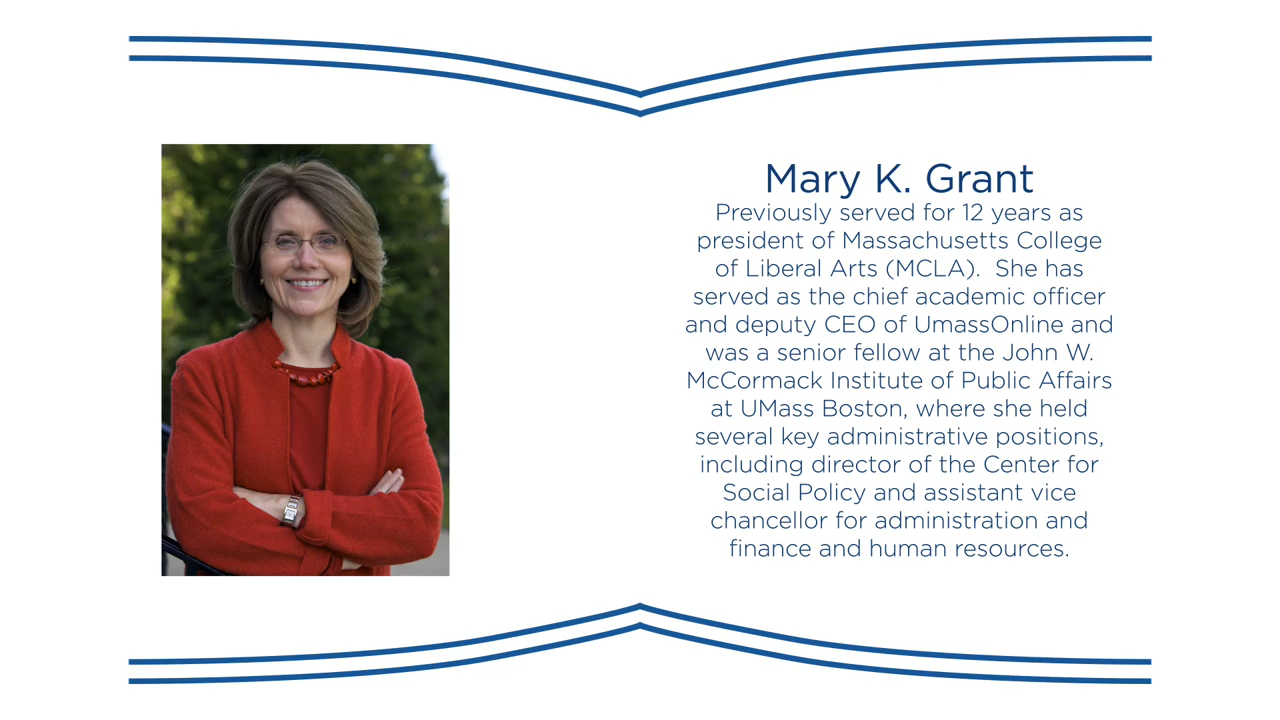 Mary K. Grant
Previously served for 12 years as
president of Massachusetts College
of Liberal Arts (MCLA).  She has
served as the chief academic officer
and deputy CEO of UmassOnline and
was a senior fellow at the John W.
McCormack Institute of Public Affairs
at UMass Boston, where she held
several key administrative positions,
including director of the Center for
Social Policy and assistant vice
chancellor for administration and
finance and human resources.